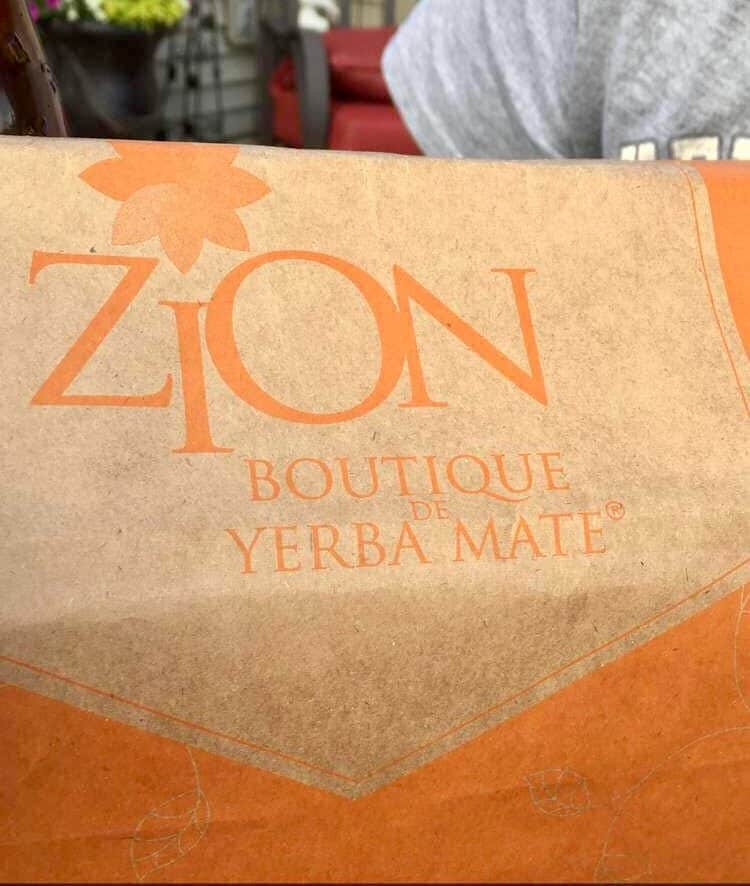 ZION
BOUTIQUE
DE
YERBA MATE®